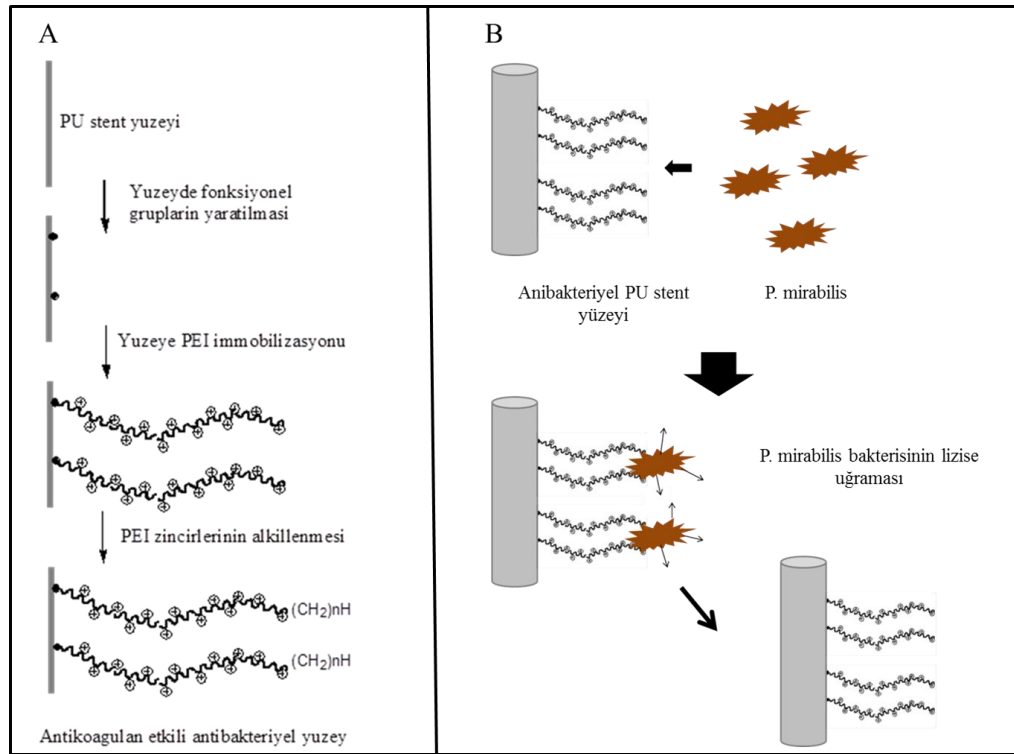 A
PU stent yuzeyi
Yuzeyde fonksiyonel
gruplarin yaratilmasi
Yuzeye PEI immobilizasyonu
PEI zincirlerinin alkillenmesi
(CH2)nH
(CH2)nH
Antikoagulan etkili antibakteriyel yuzey
B
Anibakteriyel PU stent
yüzeyi
P. mirabilis
P. mirabilis bakterisinin lizise
uğraması